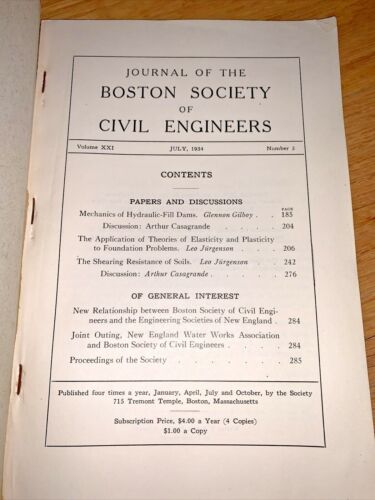 JOURNAL OF THE
BOSTON SOCIETY
OF
CIVIL ENGINEERS
Volume XXI JULY, 1934 Number 3
CONTENTS
PAPERS AND DISCUSSIONS
PAGE
Mechanics of Hydraulic-Fill Dams. Glennon Gilboy . . 185
Discussion: Arthur Casagrande . . . . . 204
The Application of Theories of Elasticity and Plasticity
to Foundation Problems. Leo Jürgenson . . . 206
The Shearing Resistance of Soils. Leo Jürgenson . . . 242
Discussion: Arthur Casagrande . . . . . 276
OF GENERAL INTEREST
New Relationship between Boston Society of Civil Engi-
neers and the Engineering Societies of New England . 284
Joint Outing, New England Water Works Association
and Boston Society of Civil Engineers . . . . 284
Proceedings of the Society . . . . . . 285
Published four times a year, January, April, July and October, by the Society
715 Tremont Temple, Boston, Massachusetts
Subscription Price, $4.00 a Year (4 Copies)
$1.00 a Copy